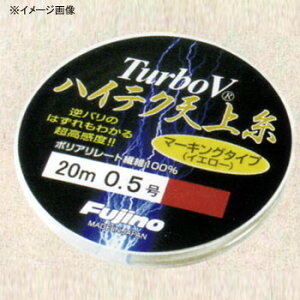 ※画像はイメージ
TurboV®
ハイテク天上糸
逆バリの
はずれもわかる
超高感度!!
マーキングタイプ
(イエロー)
ポリアリレート繊維100%
20m 0.5号
Fujino
MADE IN JAPAN